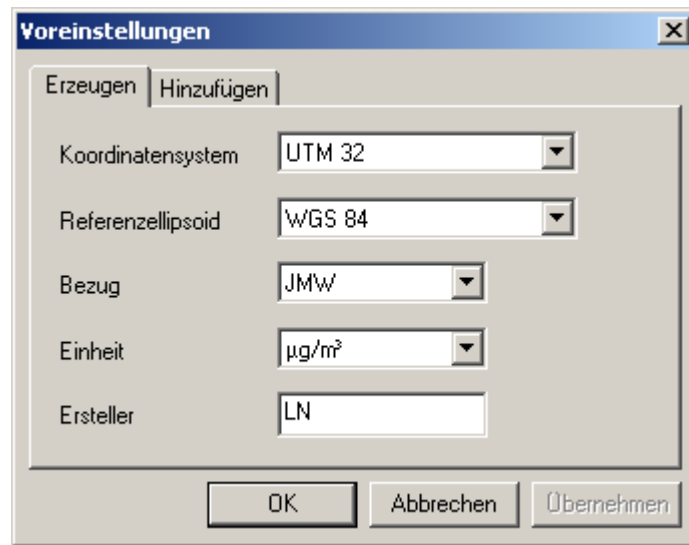 Voreinstellungen
Erzeugen Hinzufügen
Koordinatensystem UTM 32
Referenzellipsoid WGS 84
Bezug JMW
Einheit µg/m³
Ersteller LN
OK Abbrechen Übernehmen